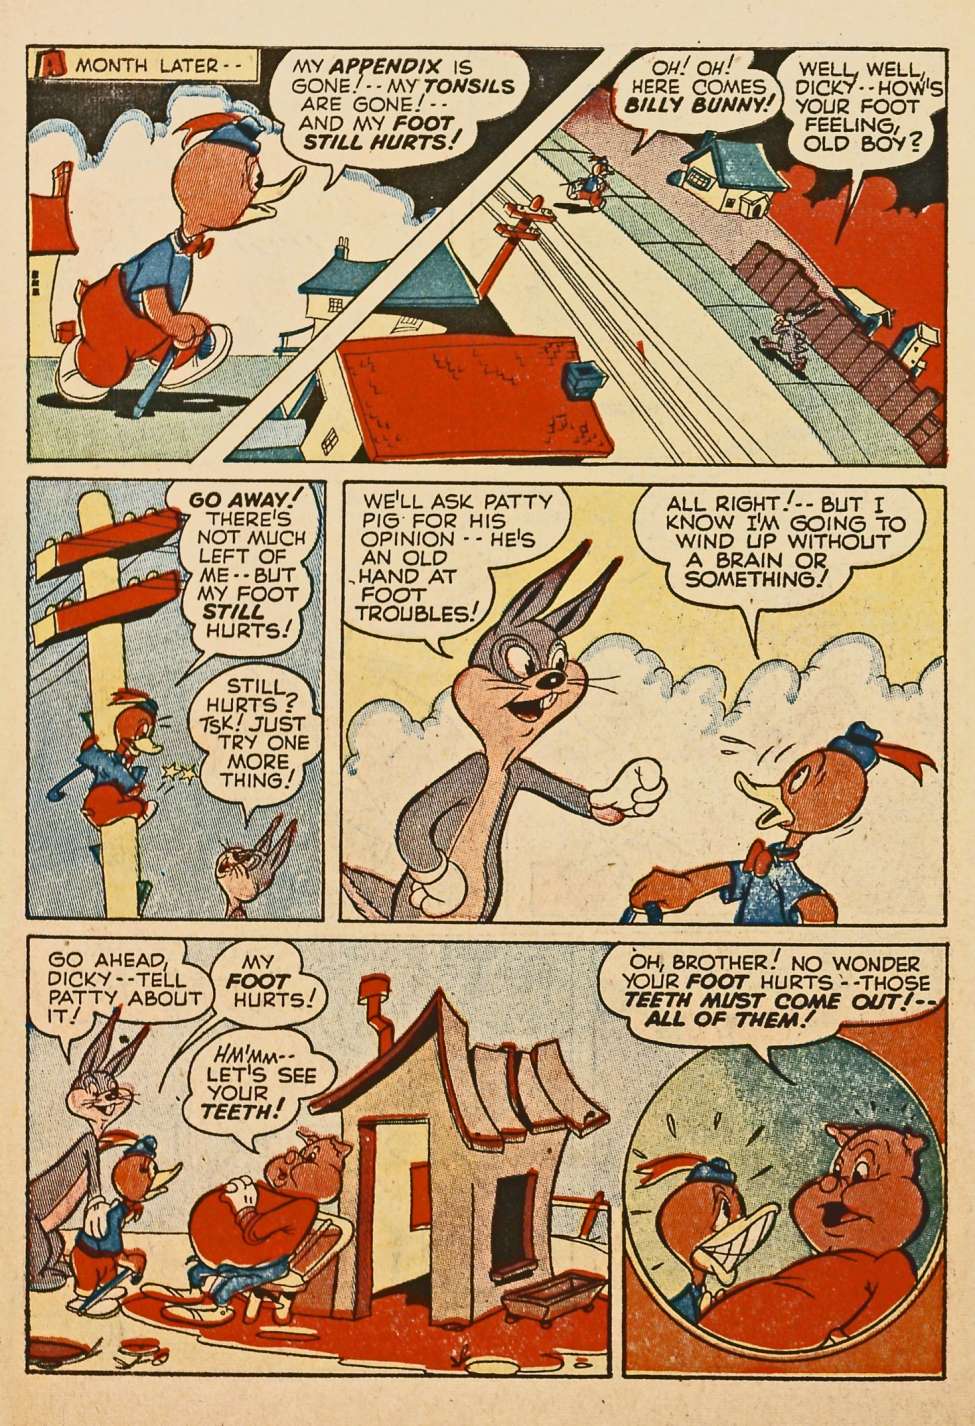 A MONTH LATER--
MY APPENDIX IS
GONE!--MY TONSILS
ARE GONE!--
AND MY FOOT
STILL HURTS!
OH! OH!
HERE COMES
BILLY BUNNY!
WELL, WELL,
DICKY--HOW'S
YOUR FOOT
FEELING,
OLD BOY?
GO AWAY!
THERE'S
NOT MUCH
LEFT OF
ME--BUT
MY FOOT
STILL
HURTS!
STILL
HURTS?
TSK! JUST
TRY ONE
MORE
THING!
WE'LL ASK PATTY
PIG FOR HIS
OPINION--HE'S
AN OLD
HAND AT
FOOT
TROUBLES!
ALL RIGHT!--BUT I
KNOW I'M GOING TO
WIND UP WITHOUT
A BRAIN OR
SOMETHING!
GO AHEAD,
DICKY--TELL
PATTY ABOUT
IT!
MY
FOOT
HURTS!
HM'MM--
LET'S SEE
YOUR
TEETH!
OH, BROTHER! NO WONDER
YOUR FOOT HURTS--THOSE
TEETH MUST COME OUT!--
ALL OF THEM!